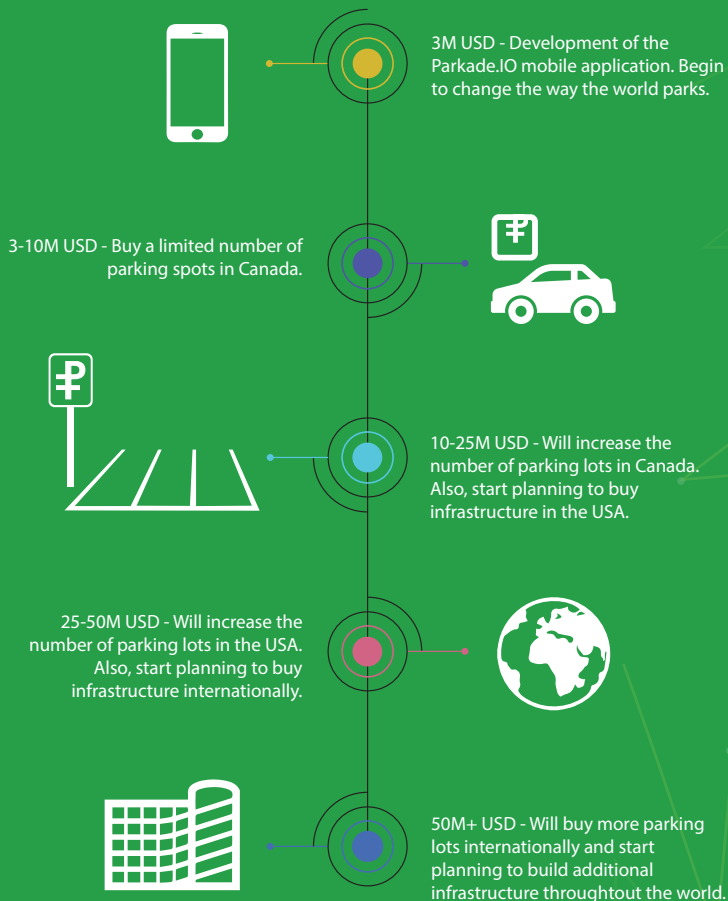 3M USD - Development of the
Parkade.IO mobile application. Begin
to change the way the world parks.
3-10M USD - Buy a limited number of
parking spots in Canada.
10-25M USD - Will increase the
number of parking lots in Canada.
Also, start planning to buy
infrastructure in the USA.
25-50M USD - Will increase the
number of parking lots in the USA.
Also, start planning to buy
infrastructure internationally.
50M+ USD - Will buy more parking
lots internationally and start
planning to build additional
infrastructure throughtout the world.